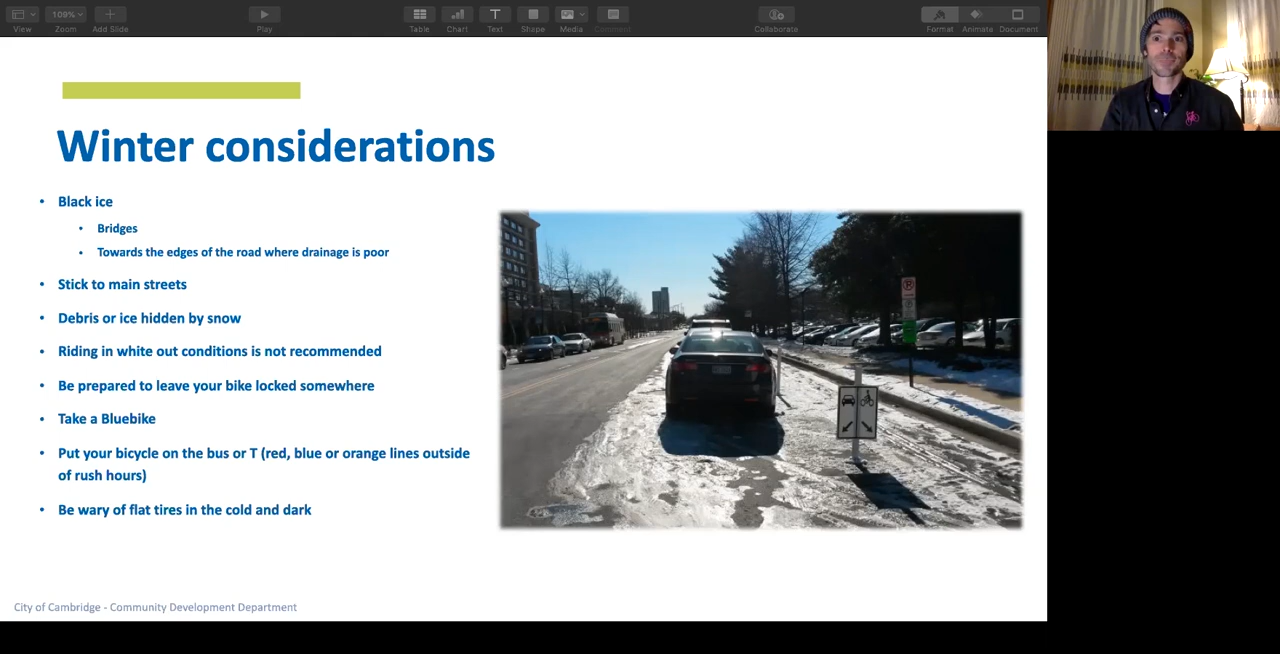 109%
View
Zoom
Add Slide
Play
Table
Chart
Text
Shape
Media
Comment
Collaborate
Format
Animate
Document
Winter considerations
• Black ice
• Bridges
• Towards the edges of the road where drainage is poor
• Stick to main streets
• Debris or ice hidden by snow
• Riding in white out conditions is not recommended
• Be prepared to leave your bike locked somewhere
• Take a Bluebike
• Put your bicycle on the bus or T (red, blue or orange lines outside
of rush hours)
• Be wary of flat tires in the cold and dark
City of Cambridge - Community Development Department